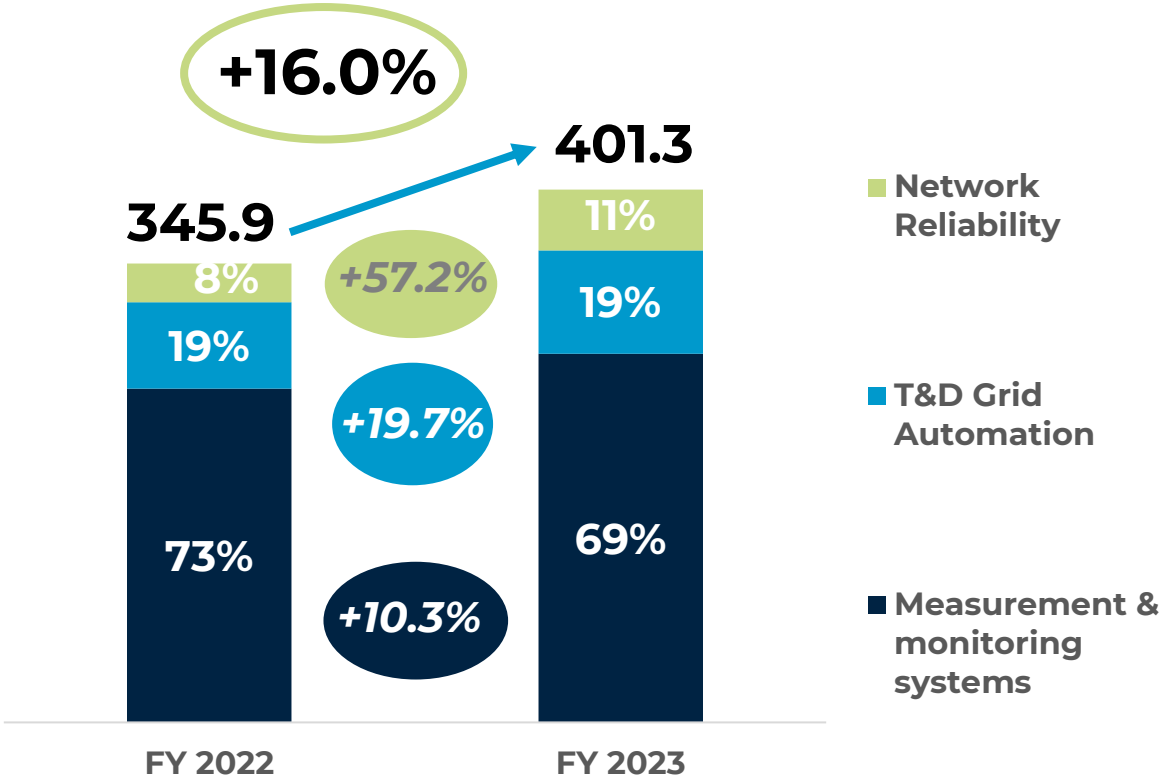 +16.0%
401.3
345.9
11%
8%
+57.2%
19%
19%
+19.7%
73%
69%
+10.3%
FY 2022
FY 2023
Network
Reliability
T&D Grid
Automation
Measurement &
monitoring
systems